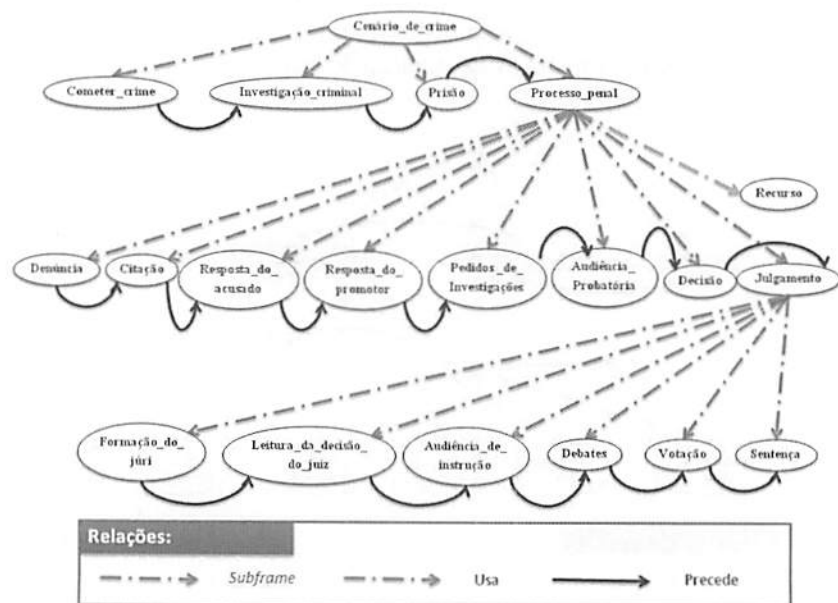 Cenário_de_crime
Cometer_crime
Investigação_criminal
Prisão
Processo_penal
Recurso
Denúncia
Citação
Resposta_do_
acusado
Resposta_do_
promotor
Pedidos_de_
Investigações
Audiência_
Probatória
Decisão
Julgamento
Formação_do_
júri
Leitura_da_decisão_
do_juiz
Audiência_de_
instrução
Debates
Votação
Sentença
Relações:
Subframe
Usa
Precede